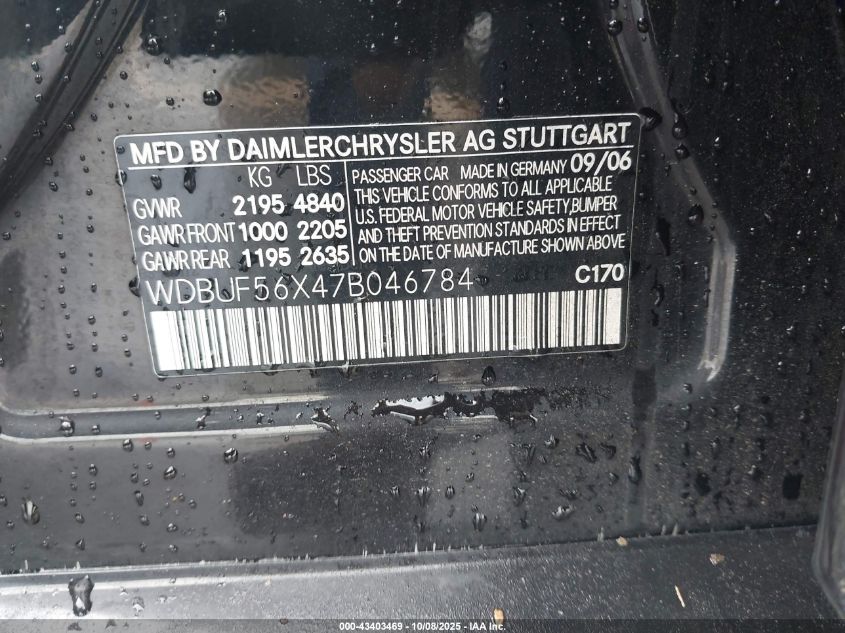 MFD BY DAIMLERCHRYSLER AG STUTTGART
KG LBS
GVWR 2195 4840
GAWR FRONT 1000 2205
GAWR REAR 1195 2635
PASSENGER CAR MADE IN GERMANY 09/06
THIS VEHICLE CONFORMS TO ALL APPLICABLE
U.S. FEDERAL MOTOR VEHICLE SAFETY,BUMPER
AND THEFT PREVENTION STANDARDS IN EFFECT
ON THE DATE OF MANUFACTURE SHOWN ABOVE
WDBUF56X47B046784 C170
000-43403469 - 10/08/2025 - IAA Inc.